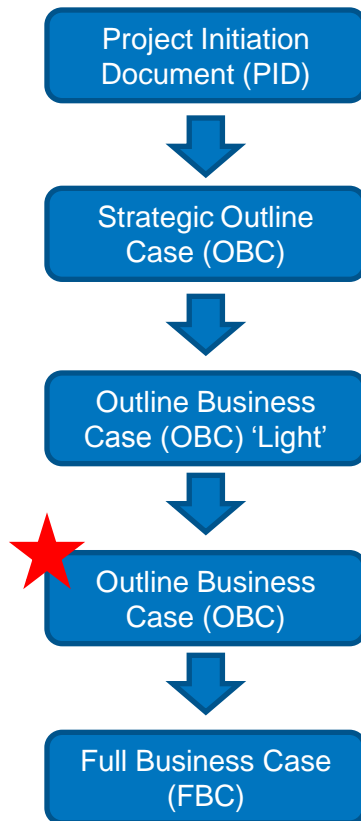 Project Initiation
Document (PID)
Strategic Outline
Case (OBC)
Outline Business
Case (OBC) ‘Light’
Outline Business
Case (OBC)
Full Business Case
(FBC)